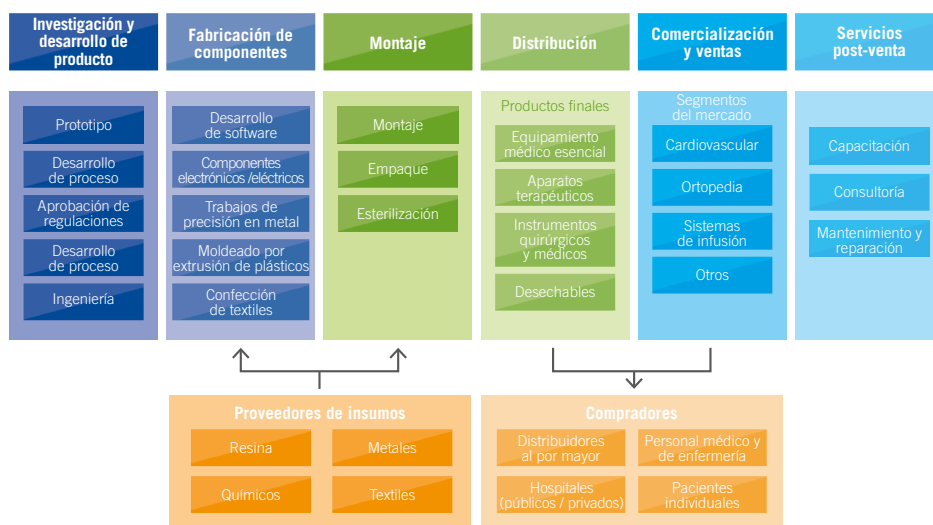 Investigación y
desarrollo de
producto
Fabricación de
componentes
Montaje
Distribución
Comercialización
y ventas
Servicios
post-venta
Prototipo
Desarrollo
de proceso
Aprobación de
regulaciones
Desarrollo
de proceso
Ingeniería
Desarrollo
de software
Componentes
electrónicos /eléctricos
Trabajos de
precisión en metal
Moldeado por
extrusión de plásticos
Confección
de textiles
Montaje
Empaque
Esterilización
Productos finales
Equipamiento
médico esencial
Aparatos
terapéuticos
Instrumentos
quirúrgicos
y médicos
Desechables
Segmentos
del mercado
Cardiovascular
Ortopedia
Sistemas
de infusión
Otros
Capacitación
Consultoría
Mantenimiento y
reparación
Proveedores de insumos
Resina
Metales
Químicos
Textiles
Compradores
Distribuidores
al por mayor
Personal médico y
de enfermería
Hospitales
(públicos / privados)
Pacientes
individuales